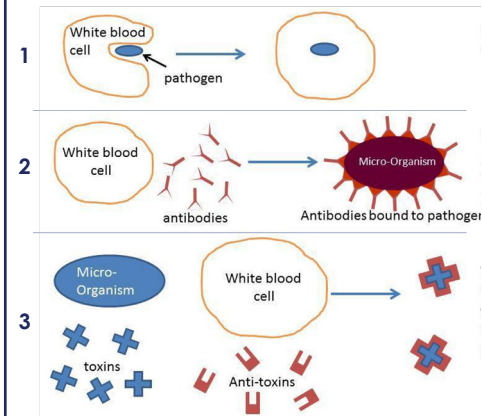 1
White blood
cell
pathogen
2
White blood
cell
antibodies
Micro-Organism
Antibodies bound to pathogen
3
Micro-
Organism
toxins
White blood
cell
Anti-toxins